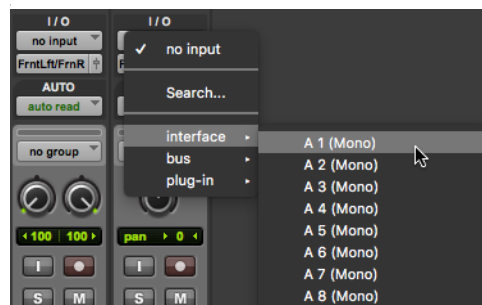 I / O I / O
no input
FrntLft/FrnR F
AUTO
auto read
no group
100 100 pan 0
I I
S M S M
✓ no input
Search...
interface
bus
plug-in
A 1 (Mono)
A 2 (Mono)
A 3 (Mono)
A 4 (Mono)
A 5 (Mono)
A 6 (Mono)
A 7 (Mono)
A 8 (Mono)